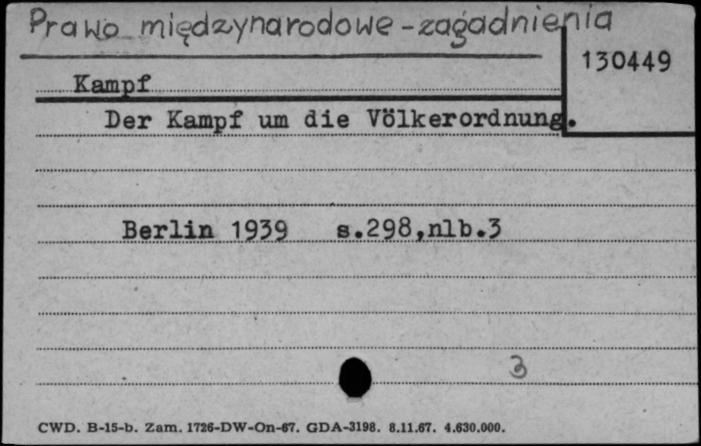 Prawo międzynarodowe - zagadnienia
130449
Kampf
Der Kampf um die Völkerordnung.
Berlin 1939 s.298,nlb.3
3
CWD. B-15-b. Zam. 1726-DW-On-67. GDA-3198. 8.11.67. 4.630.000.